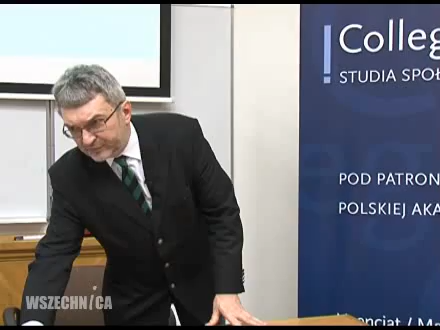 ! Colleg
STUDIA SPOŁ
POD PATRON
POLSKIEJ AKA
WSZECHNICA